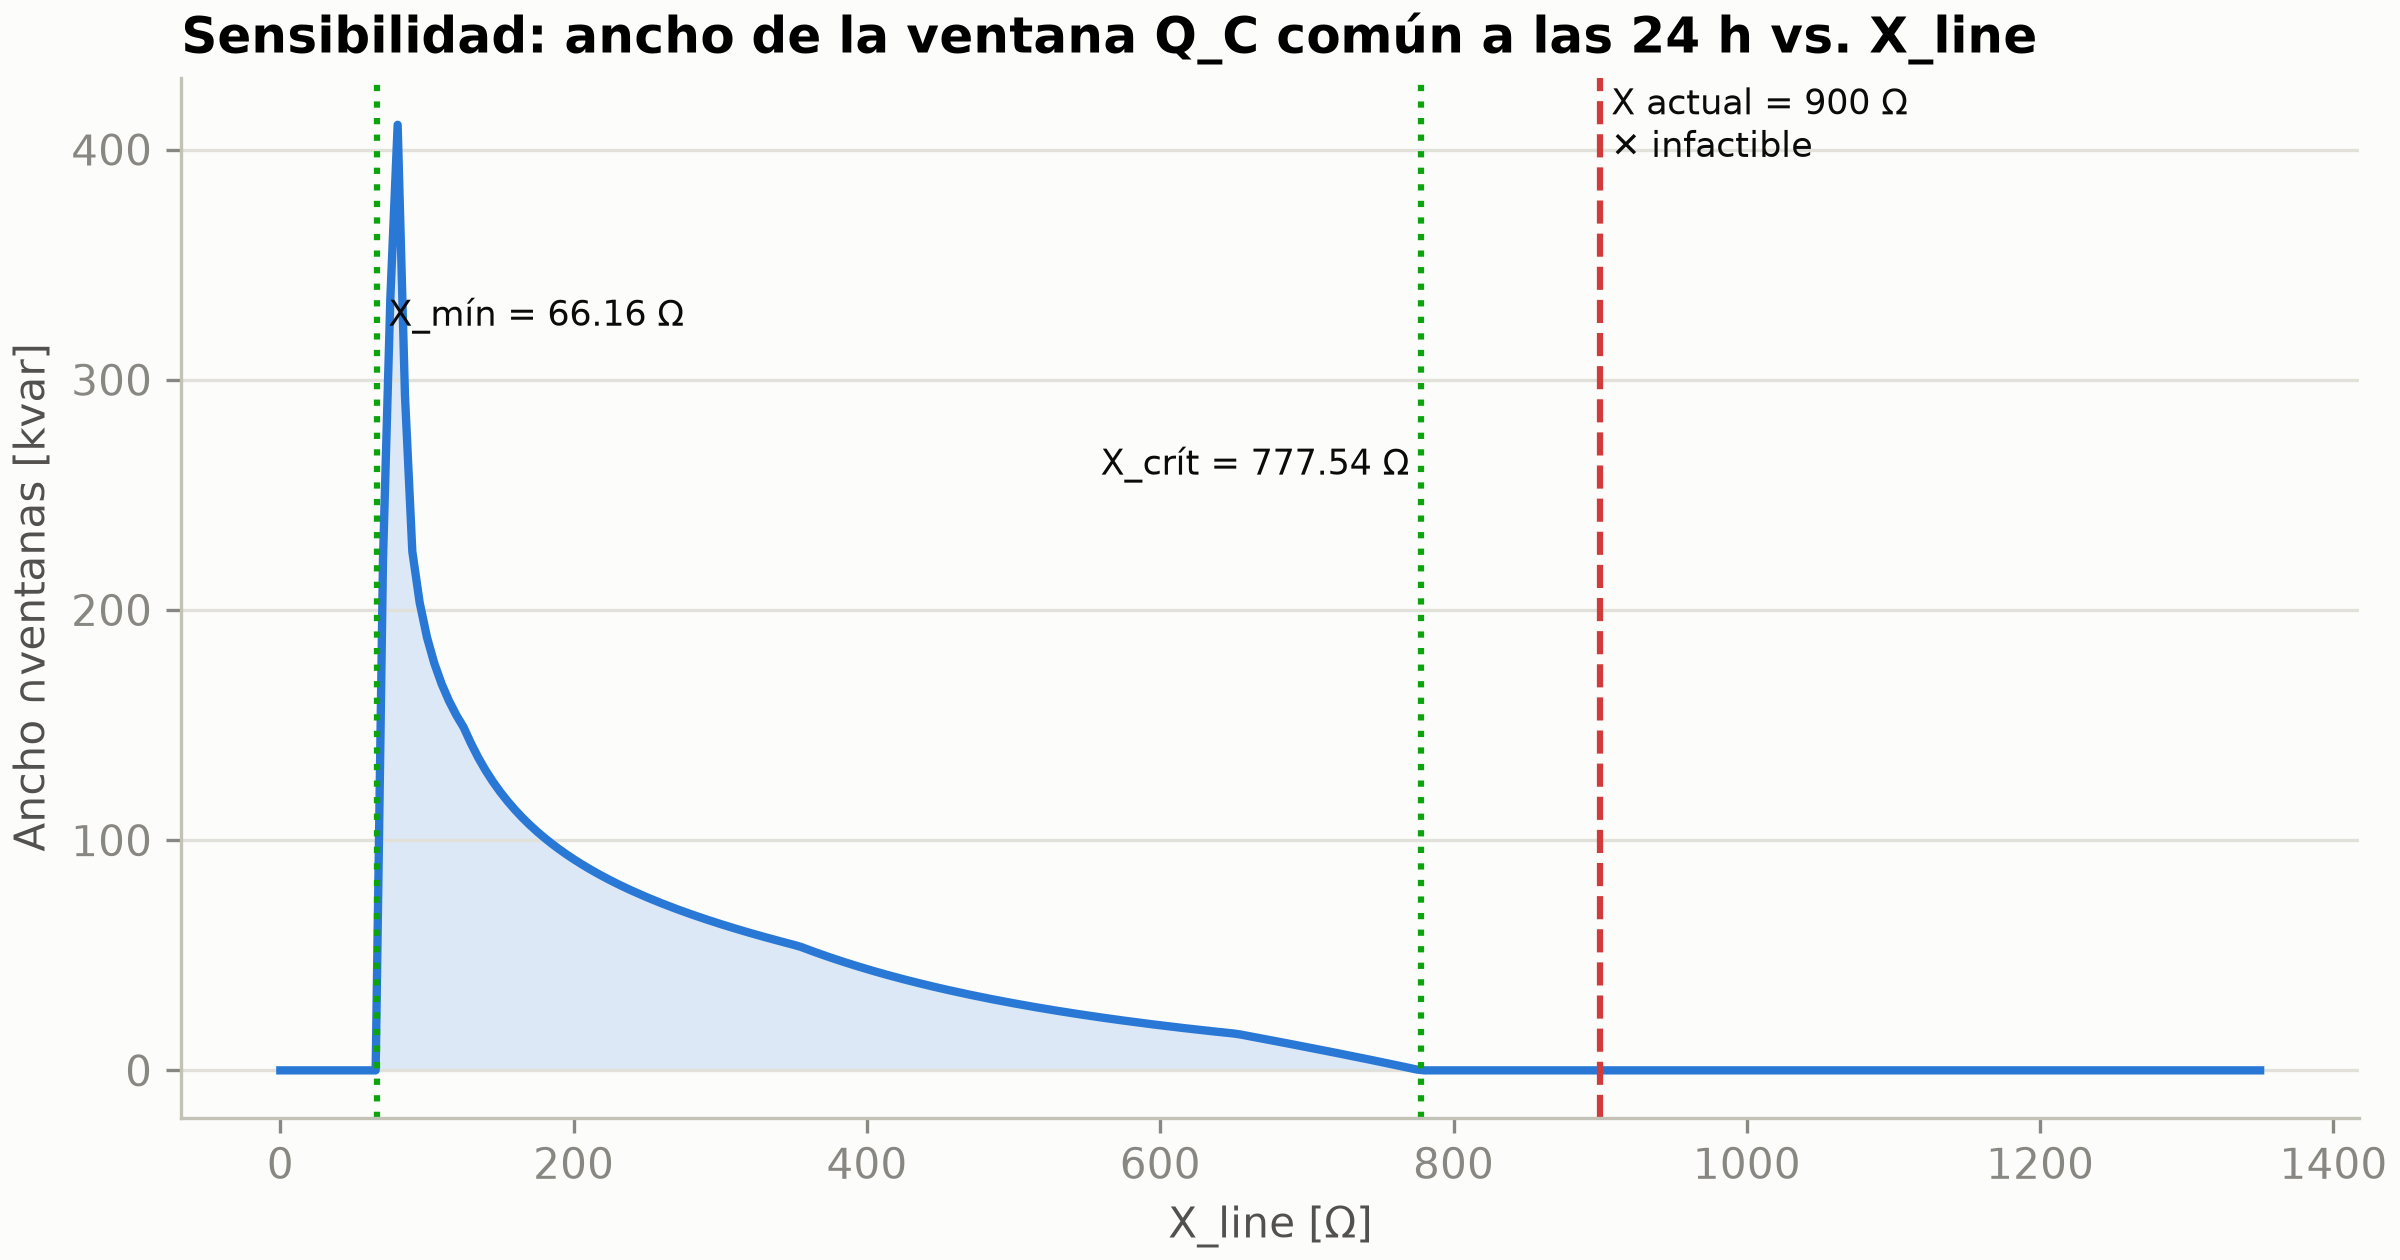 Sensibilidad: ancho de la ventana Q_C común a las 24 h vs. X_line
X actual = 900 Ω
✕ infactible
X_mín = 66.16 Ω
X_crít = 777.54 Ω
Ancho nventanas [kvar]
400
300
200
100
0
0 200 400 600 800 1000 1200 1400
X_line [Ω]